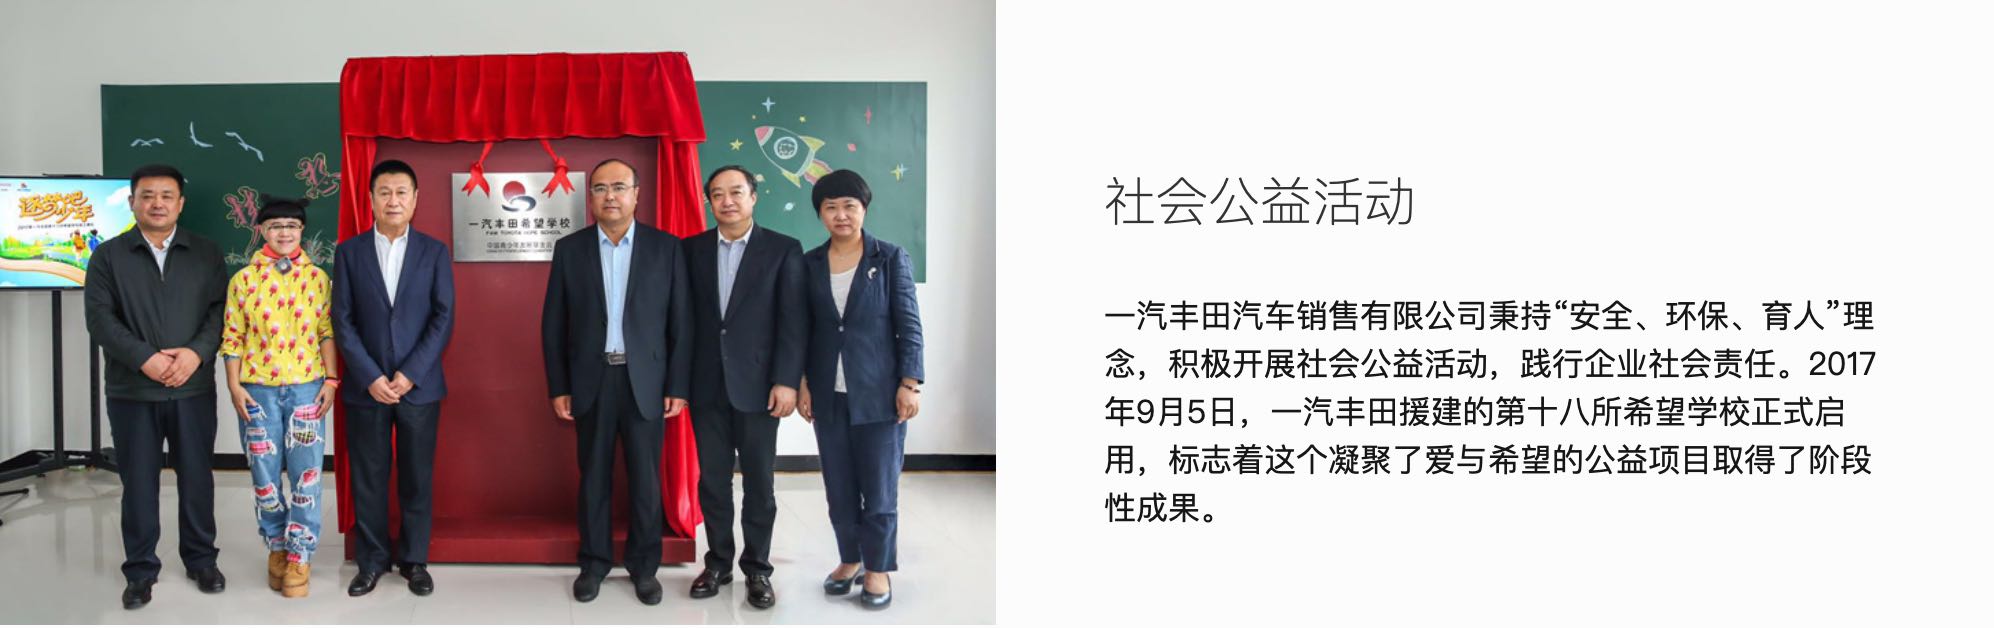 逐梦吧
少年
一汽丰田希望学校
FAW TOYOTA HOPE SCHOOL
中国青少年发展基金会
梦
想
社会公益活动
一汽丰田汽车销售有限公司秉持“安全、环保、育人”理
念，积极开展社会公益活动，践行企业社会责任。2017
年9月5日，一汽丰田援建的第十八所希望学校正式启
用，标志着这个凝聚了爱与希望的公益项目取得了阶段
性成果。